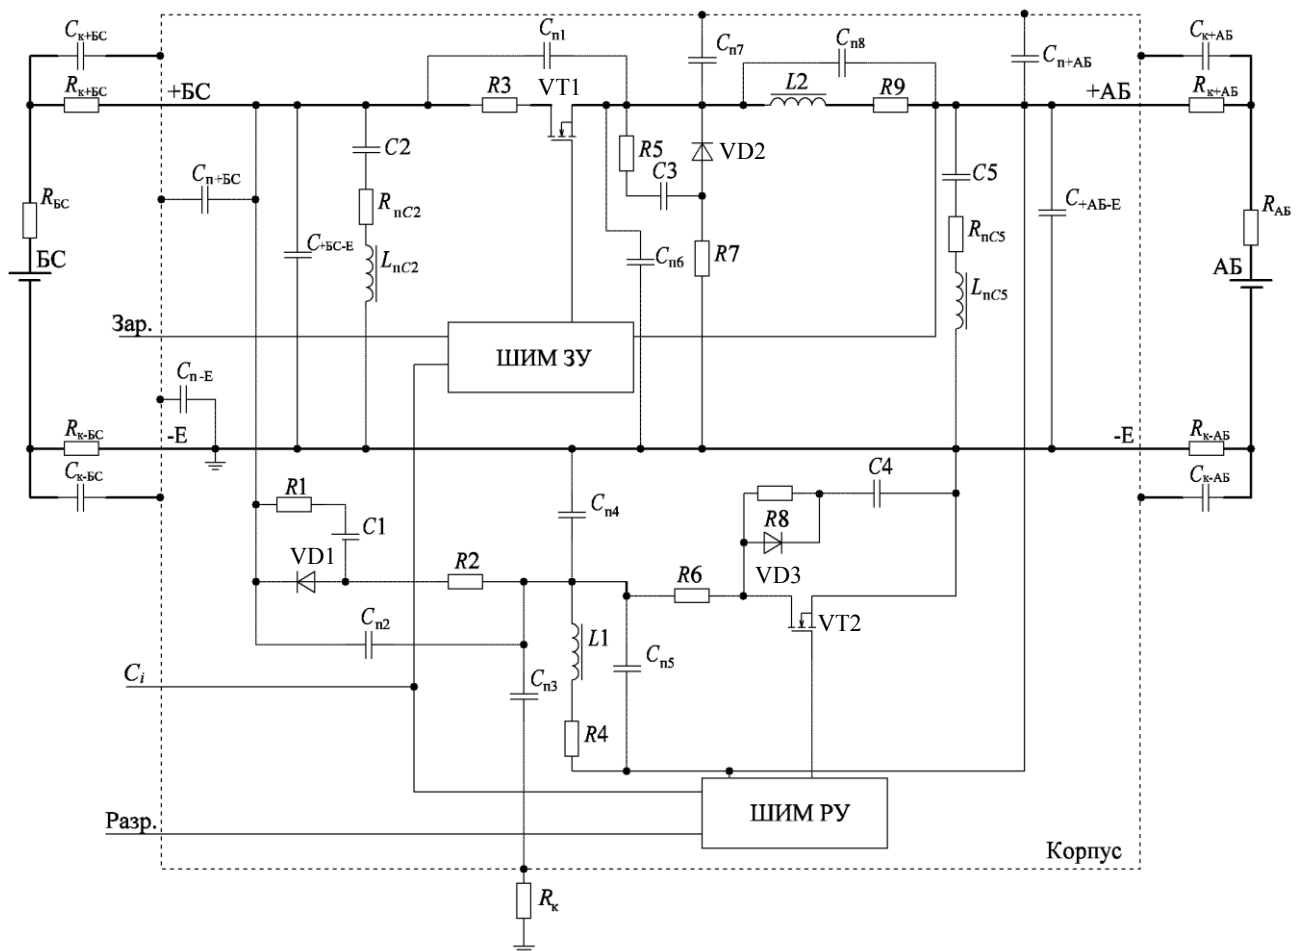 Cк+БС
Cп1
Cп7
Cп8
Cп+АБ
Cк+АБ
Rк+БС
+БС
R3
VT1
L2
R9
+АБ
Rк+АБ
C2
R5
VD2
C3
C5
Cп+БС
RБС
RпC2
C+БС-Е
LпC2
Cп6
R7
RпC5
C+АБ-Е
RАБ
БС
LпC5
АБ
Зар.
ШИМ ЗУ
Cп-Е
Rк-БС
-Е
-Е
Rк-АБ
Cк-БС
C4
Cк-АБ
R1
C1
Cп4
R8
VD1
R2
R6
VD3
Cп2
L1
VT2
Ci
Cп3
Cп5
R4
Разр.
ШИМ РУ
Корпус
Rк